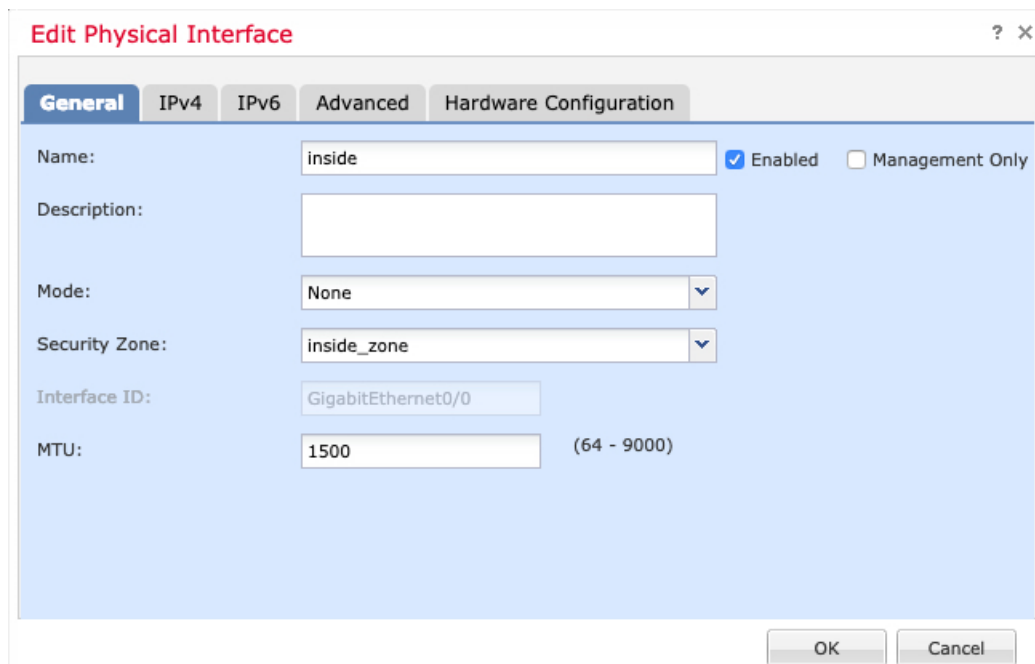 Edit Physical Interface ? ×
General IPv4 IPv6 Advanced Hardware Configuration
Name: inside Enabled Management Only
Description:
Mode: None
Security Zone: inside_zone
Interface ID: GigabitEthernet0/0
MTU: 1500 (64 - 9000)
OK Cancel